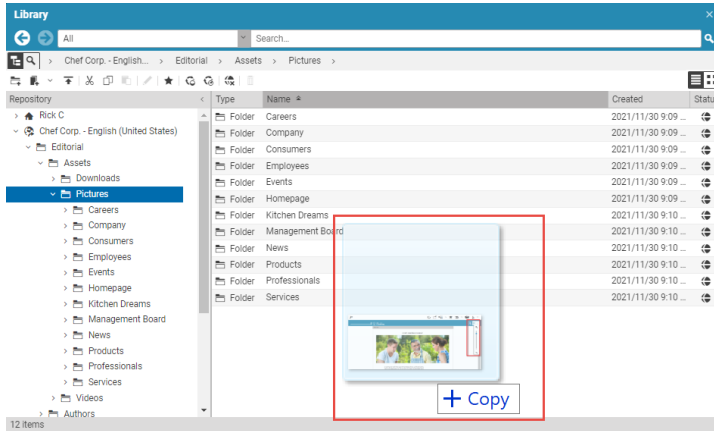 Library
All
Search...
Chef Corp. - English... > Editorial > Assets > Pictures >
Repository
Type Name Created Statu
Rick C
Chef Corp. - English (United States)
Editorial
Assets
Downloads
Pictures
Careers
Company
Consumers
Employees
Events
Homepage
Kitchen Dreams
Management Board
News
Products
Professionals
Services
Videos
Authors
Folder Careers 2021/11/30 9:09 ...
Folder Company 2021/11/30 9:09 ...
Folder Consumers 2021/11/30 9:09 ...
Folder Employees 2021/11/30 9:09 ...
Folder Events 2021/11/30 9:09 ...
Folder Homepage 2021/11/30 9:09 ...
Folder Kitchen Dreams 2021/11/30 9:10 ...
Folder Management Board 2021/11/30 9:10 ...
Folder News 2021/11/30 9:10 ...
Folder Products 2021/11/30 9:10 ...
Folder Professionals 2021/11/30 9:10 ...
Folder Services 2021/11/30 9:10 ...
+ Copy
12 items